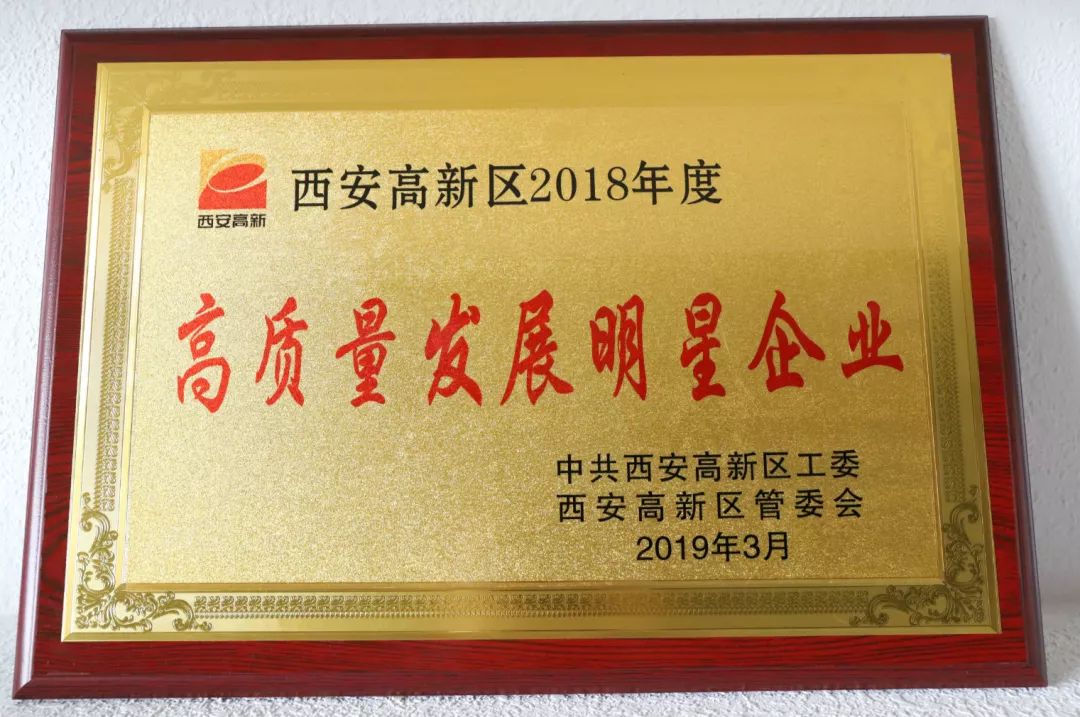 西安高新
西安高新区2018年度
高质量发展明星企业
中共西安高新区工委
西安高新区管委会
2019年3月